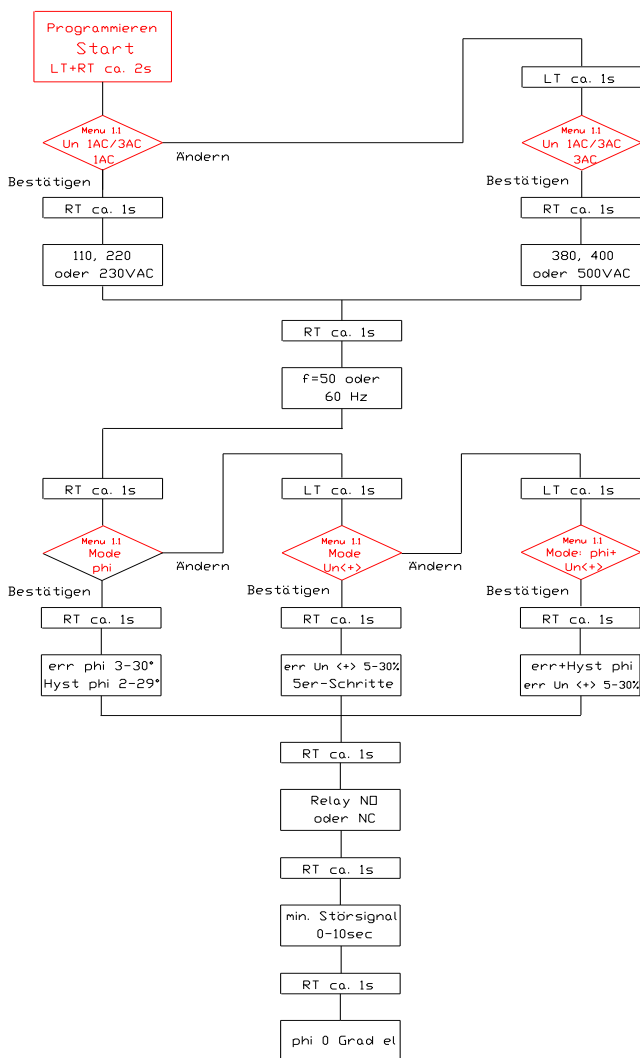 Programmieren
Start
LT+RT ca. 2s
LT ca. 1s
Menu 1.1
Un 1AC/3AC
1AC
Ändern
Menu 1.1
Un 1AC/3AC
3AC
Bestätigen
Bestätigen
RT ca. 1s
RT ca. 1s
110, 220
oder 230VAC
380, 400
oder 500VAC
RT ca. 1s
f=50 oder
60 Hz
RT ca. 1s
LT ca. 1s
LT ca. 1s
Menu 1.1
Mode
phi
Ändern
Menu 1.1
Mode
Un<+>
Ändern
Menu 1.1
Mode: phi+
Un<+>
Bestätigen
Bestätigen
Bestätigen
RT ca. 1s
RT ca. 1s
RT ca. 1s
err phi 3-30°
Hyst phi 2-29°
err Un <+> 5-30%
5er-Schritte
err+Hyst phi
err Un <+> 5-30%
RT ca. 1s
Relay NO
oder NC
RT ca. 1s
min. Störsignal
0-10sec
RT ca. 1s
phi 0 Grad el